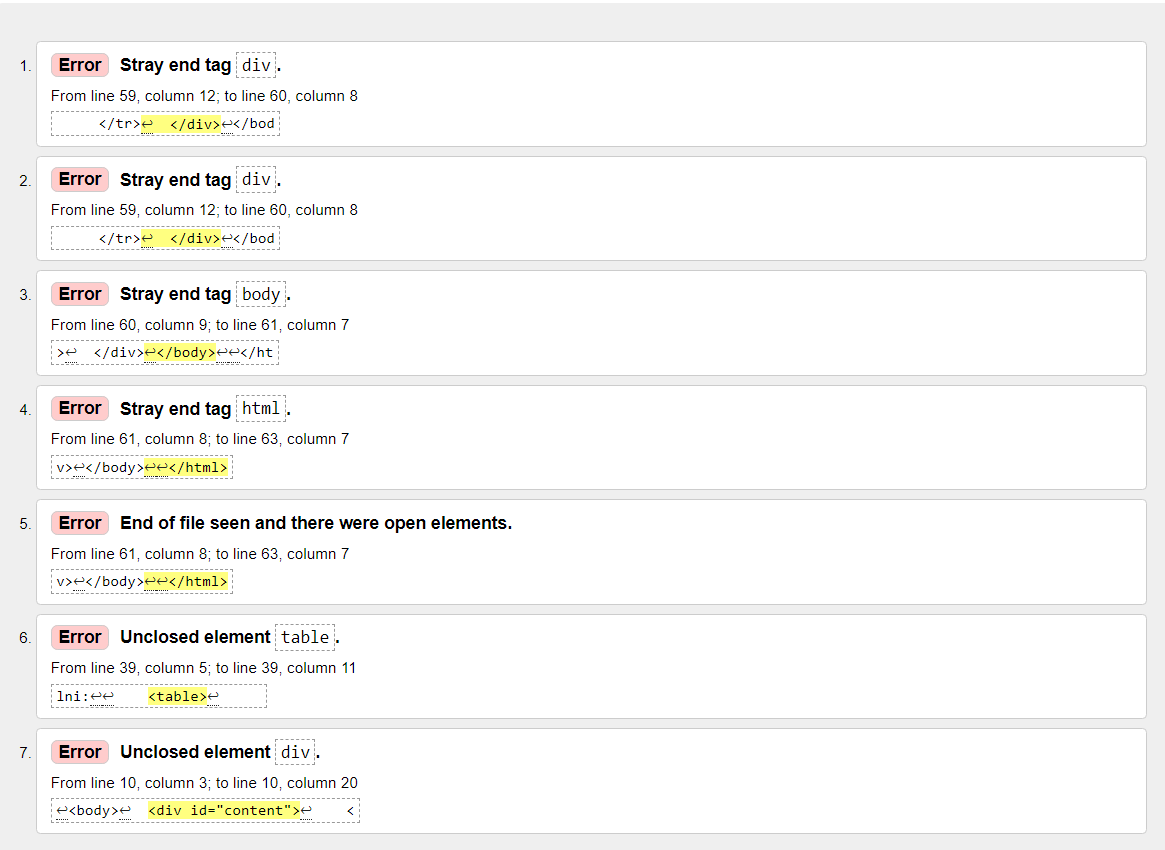 1. Error Stray end tag div.
From line 59, column 12; to line 60, column 8
</tr>↩  </div>↩</bod
2. Error Stray end tag div.
From line 59, column 12; to line 60, column 8
</tr>↩  </div>↩</bod
3. Error Stray end tag body.
From line 60, column 9; to line 61, column 7
>↩  </div>↩</body>↩↩</ht
4. Error Stray end tag html.
From line 61, column 8; to line 63, column 7
v>↩</body>↩↩</html>
5. Error End of file seen and there were open elements.
From line 61, column 8; to line 63, column 7
v>↩</body>↩↩</html>
6. Error Unclosed element table.
From line 39, column 5; to line 39, column 11
lni:↩↩    <table>↩
7. Error Unclosed element div.
From line 10, column 3; to line 10, column 20
↩<body>↩  <div id="content">↩    <